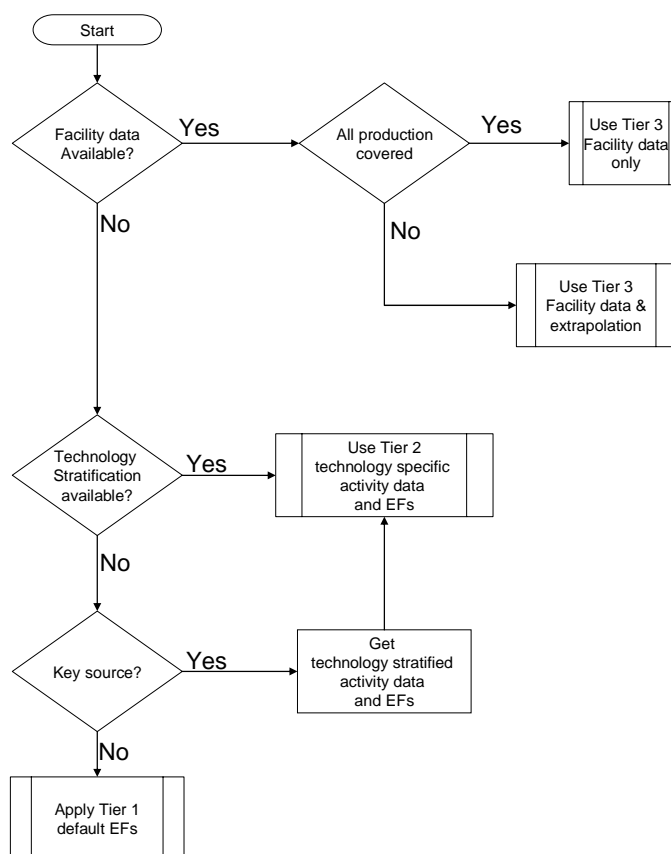 Start
Facility data
Available?
Yes
All production
covered
Yes
Use Tier 3
Facility data
only
No
No
Use Tier 3
Facility data &
extrapolation
Technology
Stratification
available?
Yes
Use Tier 2
technology specific
activity data
and EFs
No
Key source?
Yes
Get
technology stratified
activity data
and EFs
No
Apply Tier 1
default EFs